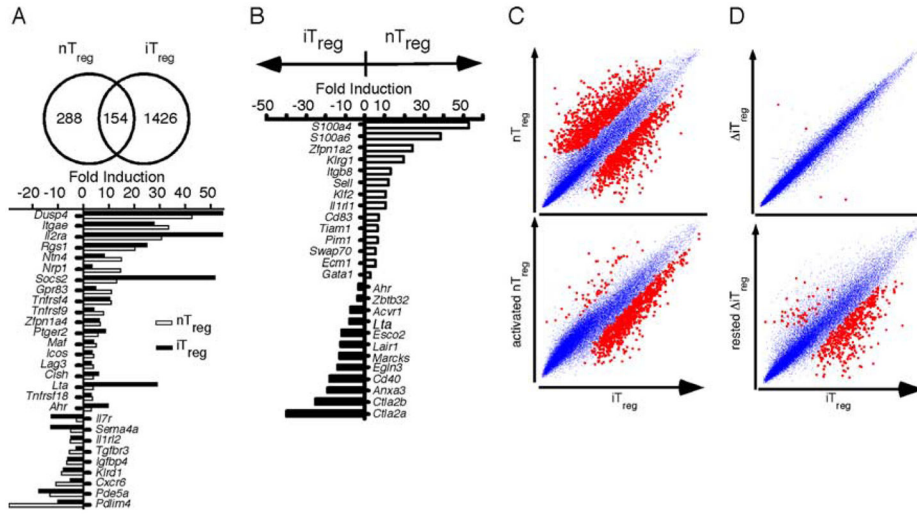 A
nTreg iTreg
288 154 1426
Fold Induction
-20 -10 0 10 20 30 40 50
Dusp4
Itgae
Il2ra
Rgs1
Ntn4
Nrp1
Socs2
Gpr83
Tnfrsf4
Tnfrsf9
Zfpn1a4
Ptger2
Maf
Icos
Lag3
Cish
Lta
Tnfrsf18
Ahr
Il7r
Sema4a
Il1rl2
Tgfbr3
Igfbp4
Klrd1
Cxcr6
Pde5a
Pdlim4
nTreg
iTreg
B
iTreg nTreg
Fold Induction
-50 -30 -10 0 10 30 50
S100a4
S100a6
Zfpn1a2
Klrg1
Itgb8
Sell
Klf2
Il1rl1
Cd83
Tiam1
Pim1
Swap70
Ecm1
Gata1
Ahr
Zbtb32
Acvr1
Lta
Esco2
Lair1
Marcks
Egln3
Cd40
Anxa3
Ctla2b
Ctla2a
C
nTreg
activated nTreg
iTreg
D
ΔiTreg
rested ΔiTreg
iTreg